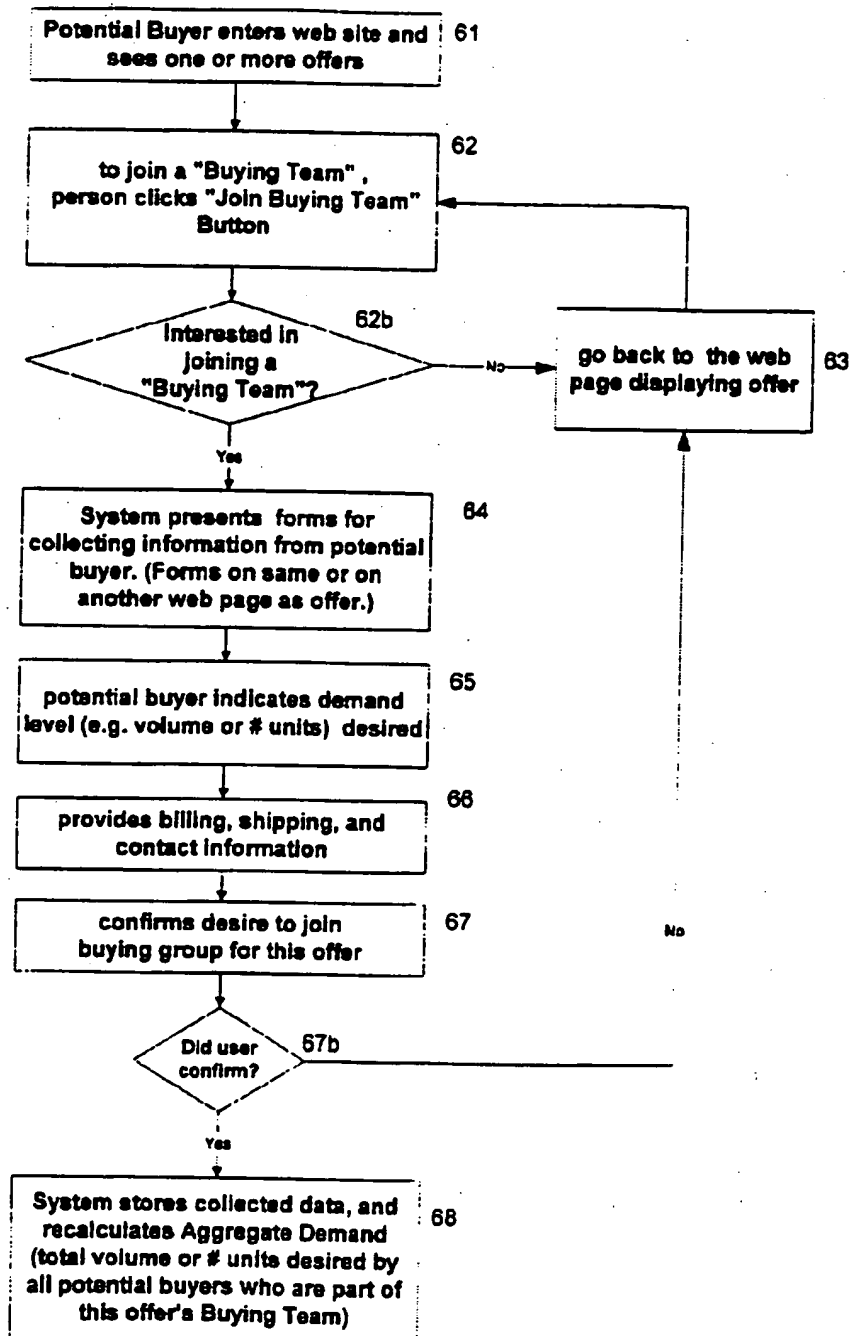 Potential Buyer enters web site and
sees one or more offers
61
62
to join a "Buying Team" ,
person clicks "Join Buying Team"
Button
62b
Interested in
joining a
"Buying Team"?
No
go back to the web
page displaying offer
63
Yes
System presents forms for
collecting information from potential
buyer. (Forms on same or on
another web page as offer.)
64
potential buyer indicates demand
level (e.g. volume or # units) desired
65
provides billing, shipping, and
contact information
66
confirms desire to join
buying group for this offer
67
No
Did user
confirm?
67b
Yes
System stores collected data, and
recalculates Aggregate Demand
(total volume or # units desired by
all potential buyers who are part of
this offer's Buying Team)
68